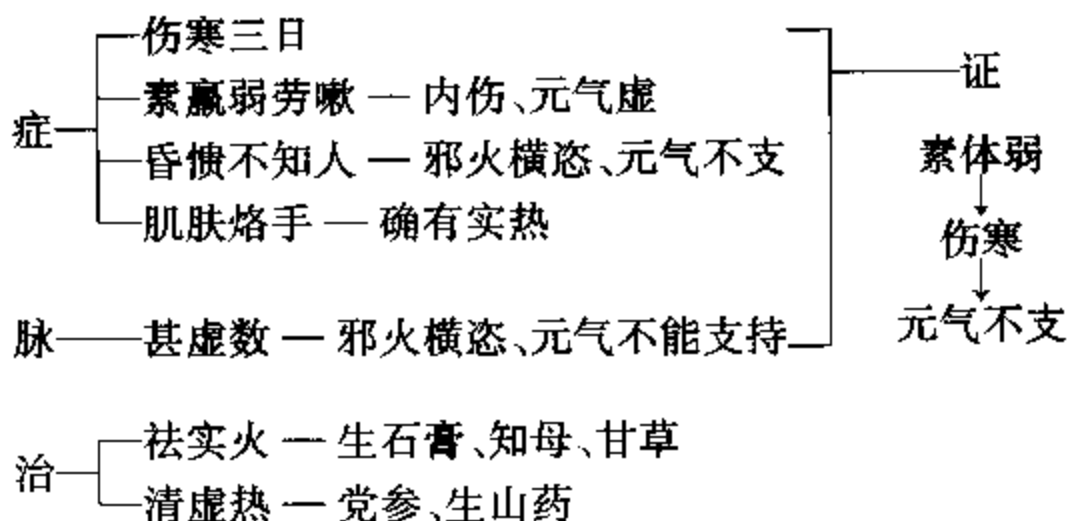 症
伤寒三日
素羸弱劳嗽 — 内伤、元气虚
昏愦不知人 — 邪火横恣、元气不支
肌肤烙手 — 确有实热
脉
甚虚数 — 邪火横恣、元气不能支持
证
素体弱
伤寒
元气不支
治
祛实火 — 生石膏、知母、甘草
清虚热 — 党参、生山药